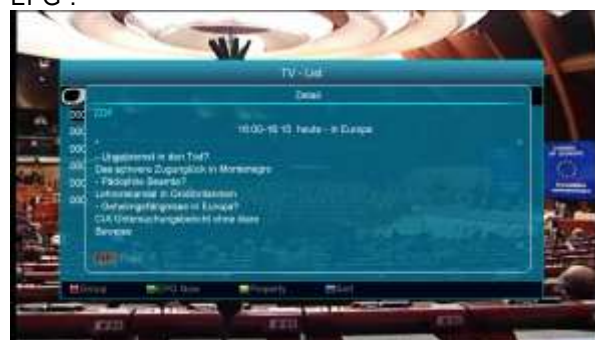 EPG :
TV - List
Detail
ZDF
16:00-16:10 heute - in Europa
- Ungebremst in den Tod?
Das schwere Zugunglück in Montenegro
- Pädophile Beamte?
in Großbritannien
- Geheimgefängnisse in Europa?
CIA Untersuchungsbericht ohne klare
Beweise
Group EPG Now Property Sort